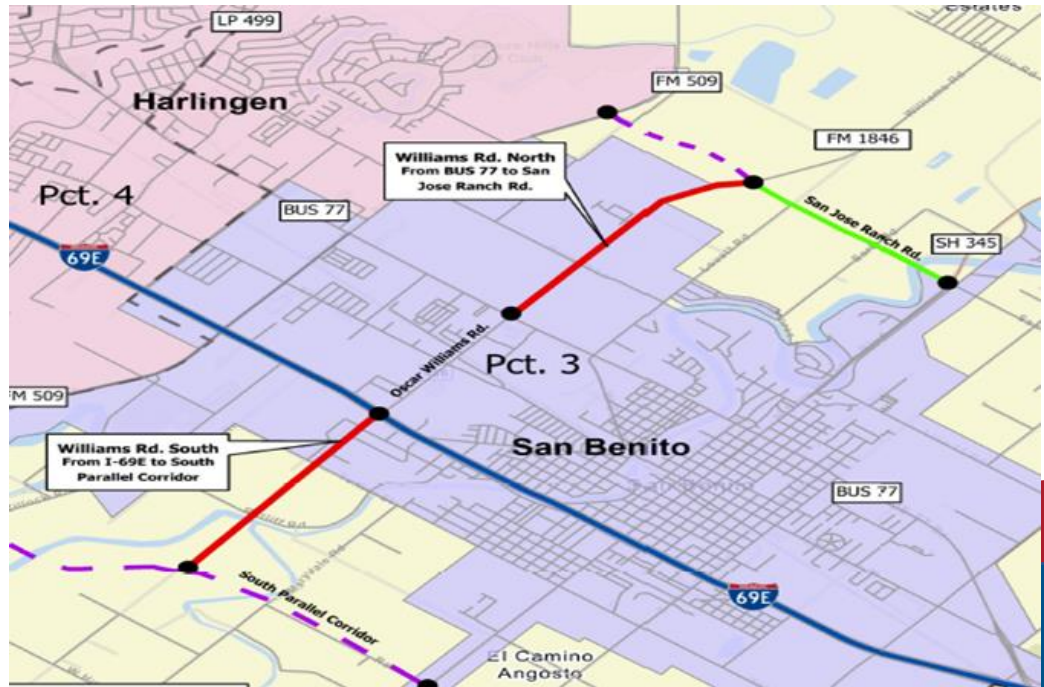 Estates
LP 499
Harlingen
FM 509
FM 1846
Williams Rd. North
From BUS 77 to San
Jose Ranch Rd.
Pct. 4
BUS 77
San Jose Ranch Rd.
SH 345
69E
Oscar Williams Rd.
Pct. 3
FM 509
Williams Rd. South
From I-69E to South
Parallel Corridor
San Benito
BUS 77
South Parallel Corridor
69E
El Camino
Angosto